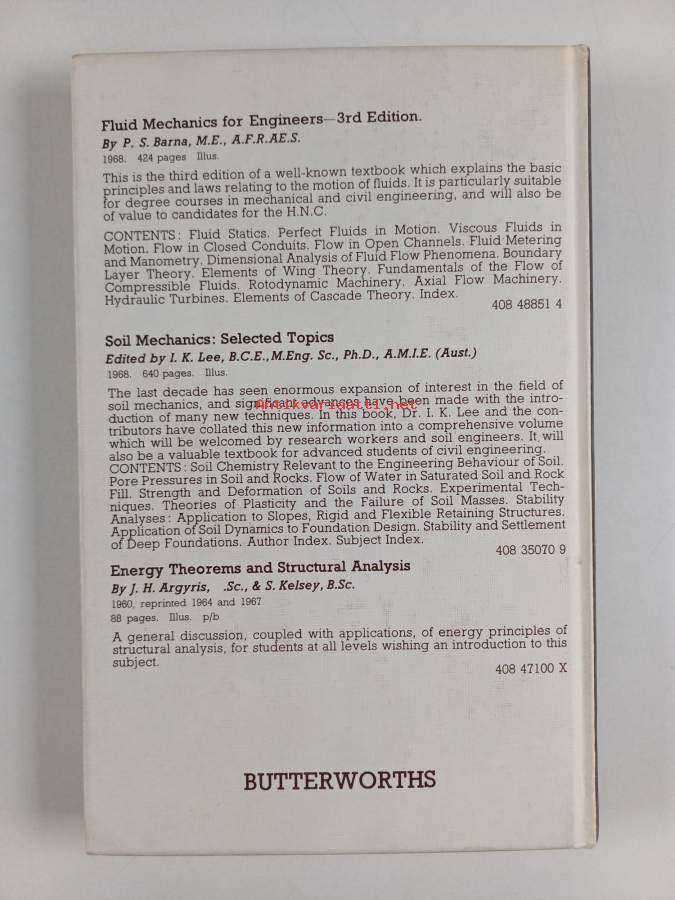 Fluid Mechanics for Engineers—3rd Edition.
By P. S. Barna, M.E., A.F.R.AE.S.
1968. 424 pages Illus.
This is the third edition of a well-known textbook which explains the basic
principles and laws relating to the motion of fluids. It is particularly suitable
for degree courses in mechanical and civil engineering, and will also be
of value to candidates for the H.N.C.
CONTENTS: Fluid Statics. Perfect Fluids in Motion. Viscous Fluids in
Motion. Flow in Closed Conduits. Flow in Open Channels. Fluid Metering
and Manometry. Dimensional Analysis of Fluid Flow Phenomena. Boundary
Layer Theory. Elements of Wing Theory. Fundamentals of the Flow of
Compressible Fluids. Rotodynamic Machinery. Axial Flow Machinery.
Hydraulic Turbines. Elements of Cascade Theory. Index.
408 48851 4
Soil Mechanics: Selected Topics
Edited by I. K. Lee, B.C.E., M.Eng. Sc., Ph.D., A.M.I.E. (Aust.)
1968. 640 pages. Illus.
The last decade has seen enormous expansion of interest in the field of
soil mechanics, and significant advances have been made with the intro-
duction of many new techniques. In this book, Dr. I. K. Lee and the con-
tributors have collated this new information into a comprehensive volume
which will be welcomed by research workers and soil engineers. It will
also be a valuable textbook for advanced students of civil engineering.
CONTENTS: Soil Chemistry Relevant to the Engineering Behaviour of Soil.
Pore Pressures in Soil and Rocks. Flow of Water in Saturated Soil and Rock
Fill. Strength and Deformation of Soils and Rocks. Experimental Tech-
niques. Theories of Plasticity and the Failure of Soil Masses. Stability
Analyses: Application to Slopes, Rigid and Flexible Retaining Structures.
Application of Soil Dynamics to Foundation Design. Stability and Settlement
of Deep Foundations. Author Index. Subject Index.
408 35070 9
Energy Theorems and Structural Analysis
By J. H. Argyris, .Sc., & S. Kelsey, B.Sc.
1960, reprinted 1964 and 1967
88 pages. Illus. p/b
A general discussion, coupled with applications, of energy principles of
structural analysis, for students at all levels wishing an introduction to this
subject.
408 47100 X
BUTTERWORTHS
Antikvariaatti.net